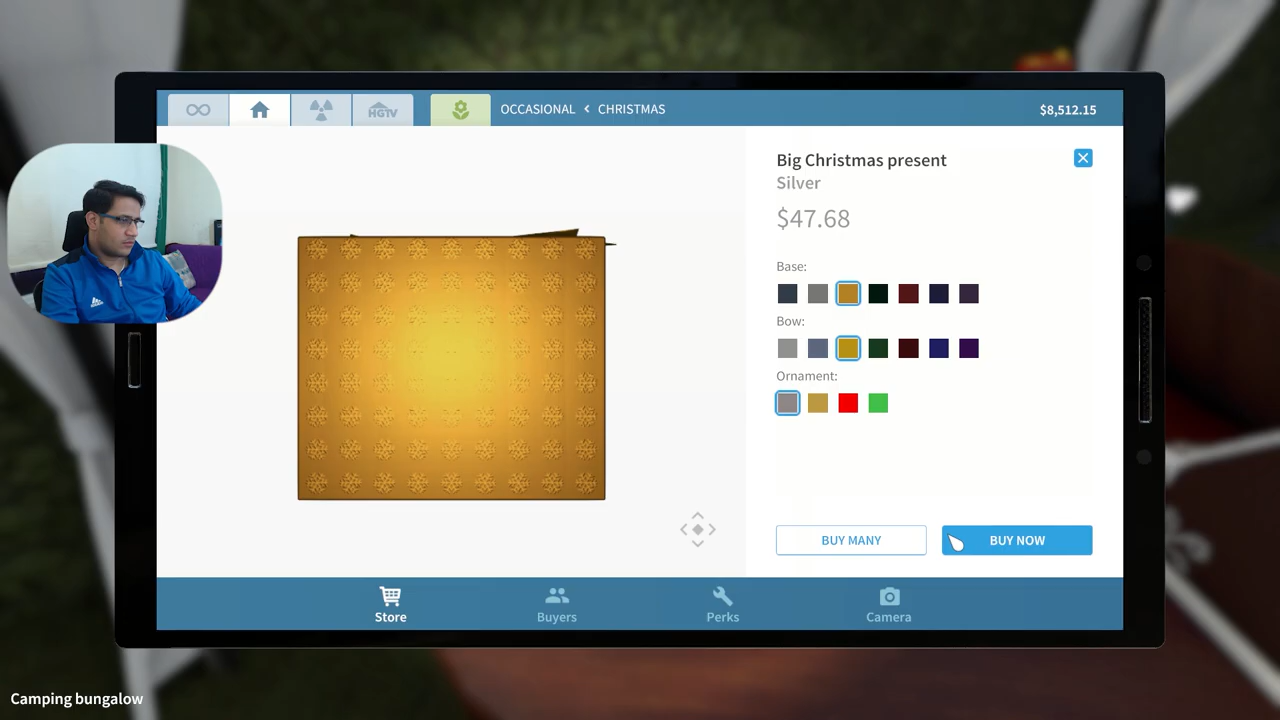 HGTV
OCCASIONAL < CHRISTMAS
$8,512.15
Big Christmas present
Silver
$47.68
Base:
Bow:
Ornament:
BUY MANY
BUY NOW
Store
Buyers
Perks
Camera
Camping bungalow